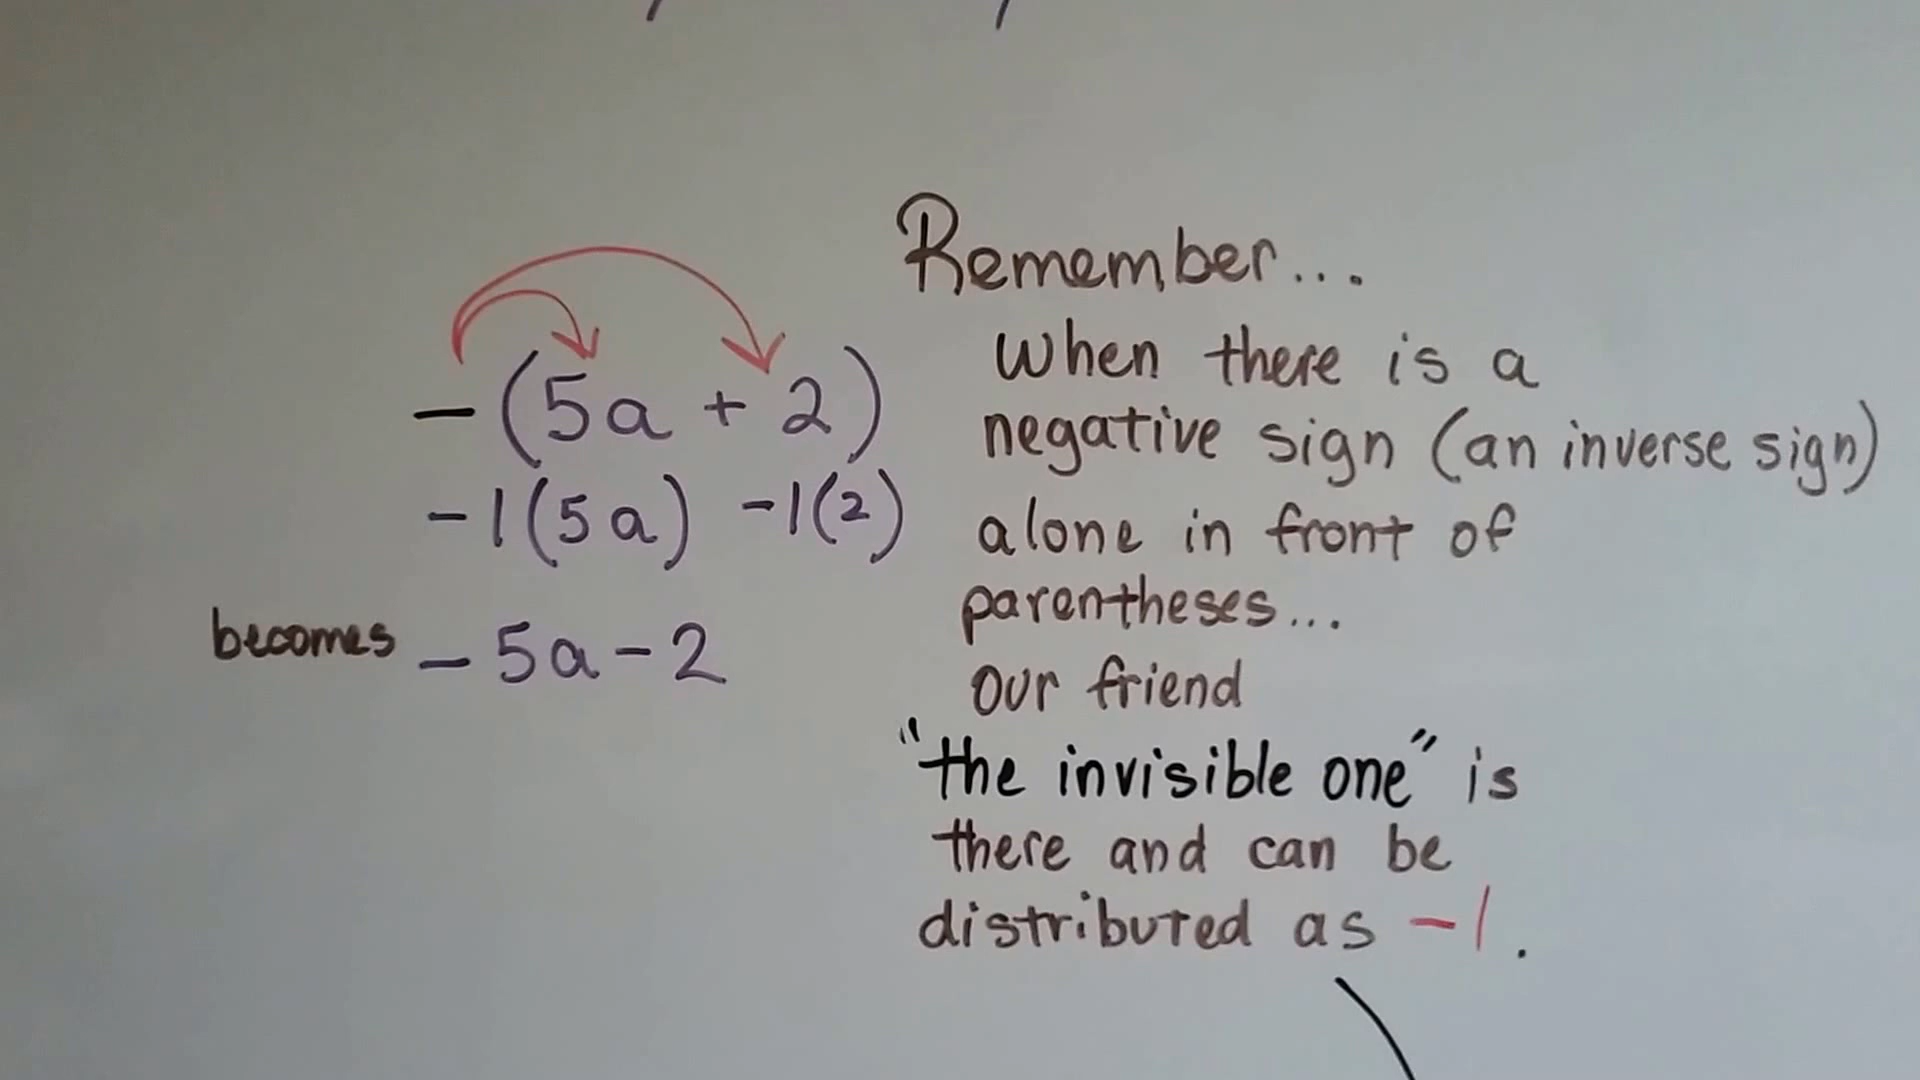 -(5a + 2)
-1(5a) -1(2)
becomes -5a-2
Remember...
when there is a
negative sign (an inverse sign)
alone in front of
parentheses...
our friend
"the invisible one" is
there and can be
distributed as -1.